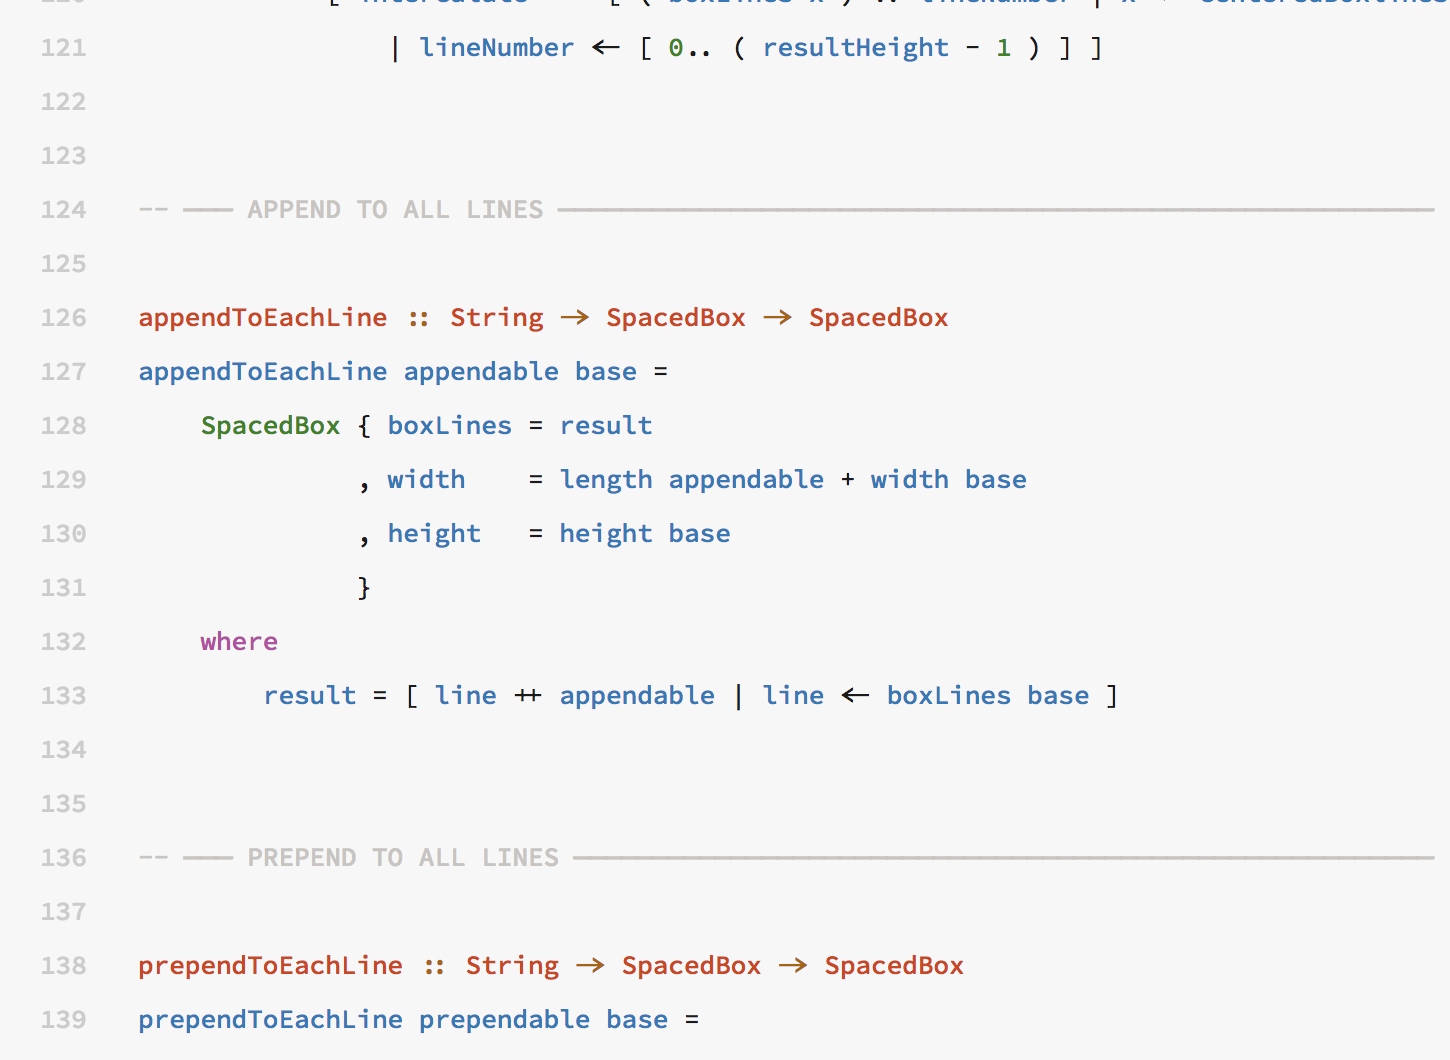 121 | lineNumber ← [ 0.. ( resultHeight - 1 ) ] ]
122
123
124 -- ─── APPEND TO ALL LINES ────────────────────────────────────────────────────────
125
126 appendToEachLine :: String → SpacedBox → SpacedBox
127 appendToEachLine appendable base =
128 SpacedBox { boxLines = result
129 , width = length appendable + width base
130 , height = height base
131 }
132 where
133 result = [ line ++ appendable | line ← boxLines base ]
134
135
136 -- ─── PREPEND TO ALL LINES ───────────────────────────────────────────────────────
137
138 prependToEachLine :: String → SpacedBox → SpacedBox
139 prependToEachLine prependable base =